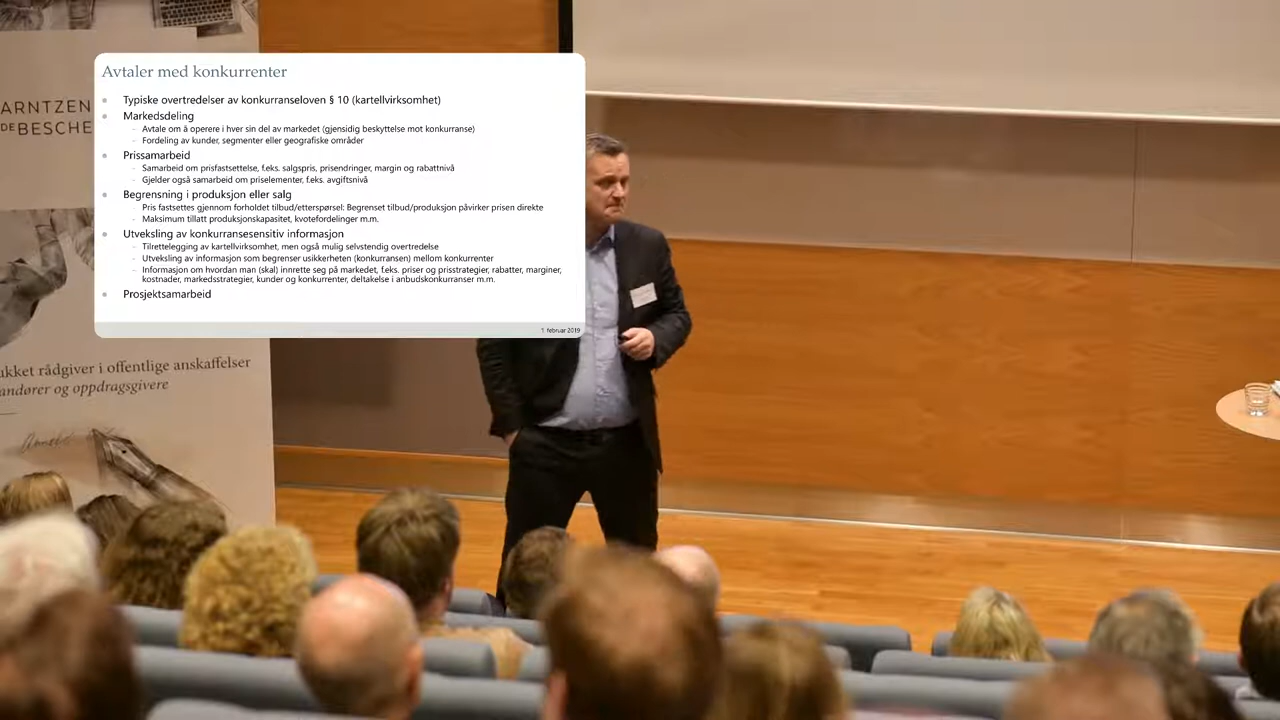 Avtaler med konkurrenter
Typiske overtredelser av konkurranseloven § 10 (kartellvirksomhet)
Markedsdeling
Avtale om å operere i hver sin del av markedet (gjensidig beskyttelse mot konkurranse)
Fordeling av kunder, segmenter eller geografiske områder
Prissamarbeid
Samarbeid om prisfastsettelse, f.eks. salgspris, prisendringer, margin og rabattnivå
Gjelder også samarbeid om priselementer, f.eks. avgiftsnivå
Begrensning i produksjon eller salg
Pris fastsettes gjennom forholdet tilbud/etterspørsel: Begrenset tilbud/produksjon påvirker prisen direkte
Maksimum tillatt produksjonskapasitet, kvotefordelinger m.m.
Utveksling av konkurransesensitiv informasjon
Tilrettelegging av kartellvirksomhet, men også mulig selvstendig overtredelse
Utveksling av informasjon som begrenser usikkerheten (konkurransen) mellom konkurrenter
Informasjon om hvordan man (skal) innrette seg på markedet, f.eks. priser og prisstrategier, rabatter, marginer,
kostnader, markedsstrategier, kunder og konkurrenter, deltakelse i anbudskonkurranser m.m.
Prosjektsamarbeid
1. februar 2019
ARNTZEN
DE BESCHE
ukket rådgiver i offentlige anskaffelser
andører og oppdragsgivere